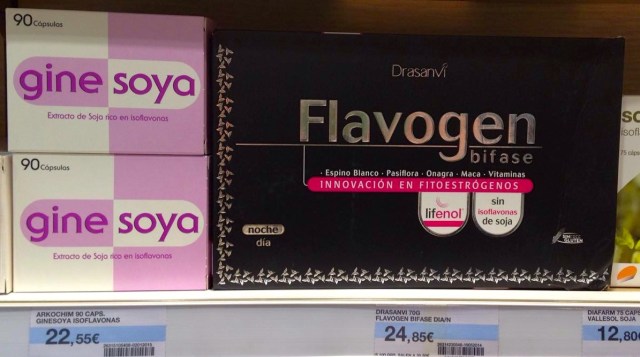 90 Cápsulas
gine soya
Extracto de Soja rico en isoflavonas
90 Cápsulas
gine soya
Extracto de Soja rico en isoflavonas
Drasanvi
Flavogen
bifase
· Espino Blanco · Pasiflora · Onagra · Maca · Vitaminas
INNOVACIÓN EN FITOESTRÓGENOS
lifenol®
sin
isoflavonas
de soja
noche
día
SIN
GLUTEN
ARKOCHIM 90 CAPS.
GINESOYA ISOFLAVONAS
22,55€
DRASANVI 70G
FLAVOGEN BIFASE DIA/N
24,85€
DIAFARM 75 CAPS
VALLESOL SOJA
12,80€